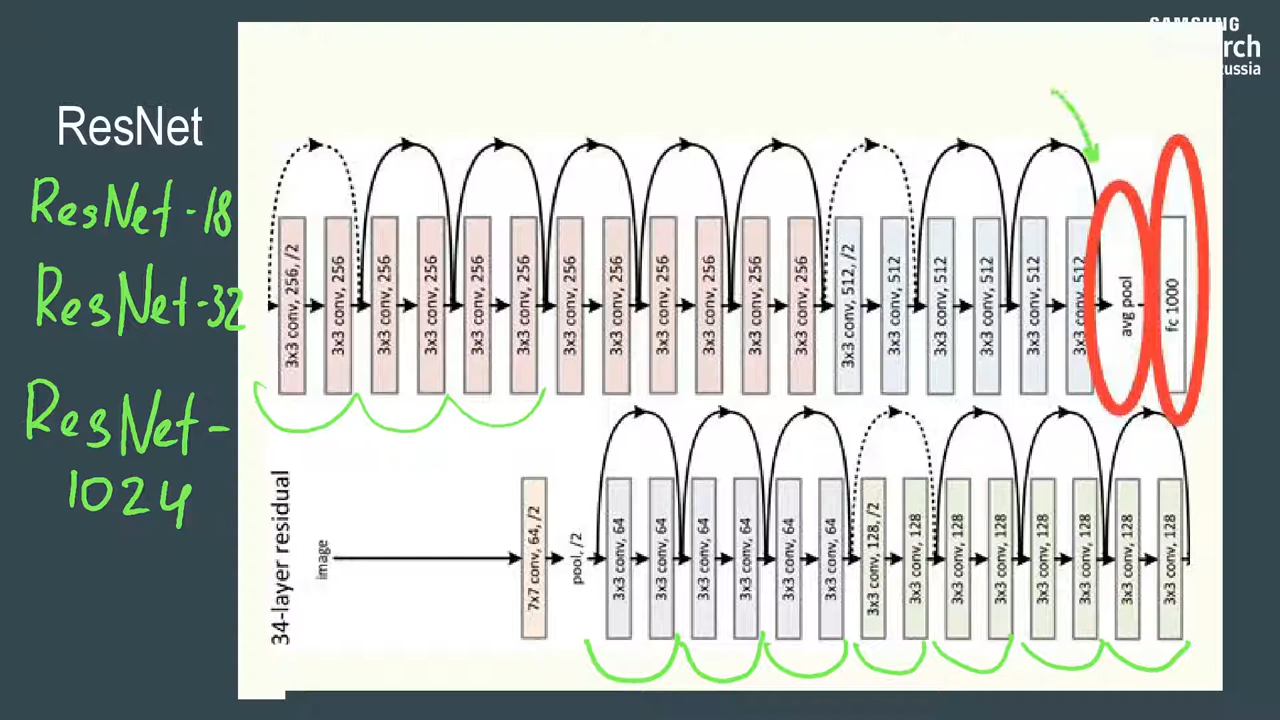 SAMSUNG
rch
ussia
ResNet
ResNet-18
ResNet-32
ResNet-
1024
3x3 conv, 256, /2
3x3 conv, 256
3x3 conv, 256
3x3 conv, 256
3x3 conv, 256
3x3 conv, 256
3x3 conv, 256
3x3 conv, 256
3x3 conv, 256
3x3 conv, 256
3x3 conv, 256
3x3 conv, 256
3x3 conv, 512, /2
3x3 conv, 512
3x3 conv, 512
3x3 conv, 512
3x3 conv, 512
3x3 conv, 512
avg pool
fc 1000
34-layer residual
image
7x7 conv, 64, /2
pool, /2
3x3 conv, 64
3x3 conv, 64
3x3 conv, 64
3x3 conv, 64
3x3 conv, 64
3x3 conv, 64
3x3 conv, 128, /2
3x3 conv, 128
3x3 conv, 128
3x3 conv, 128
3x3 conv, 128
3x3 conv, 128
3x3 conv, 128
3x3 conv, 128